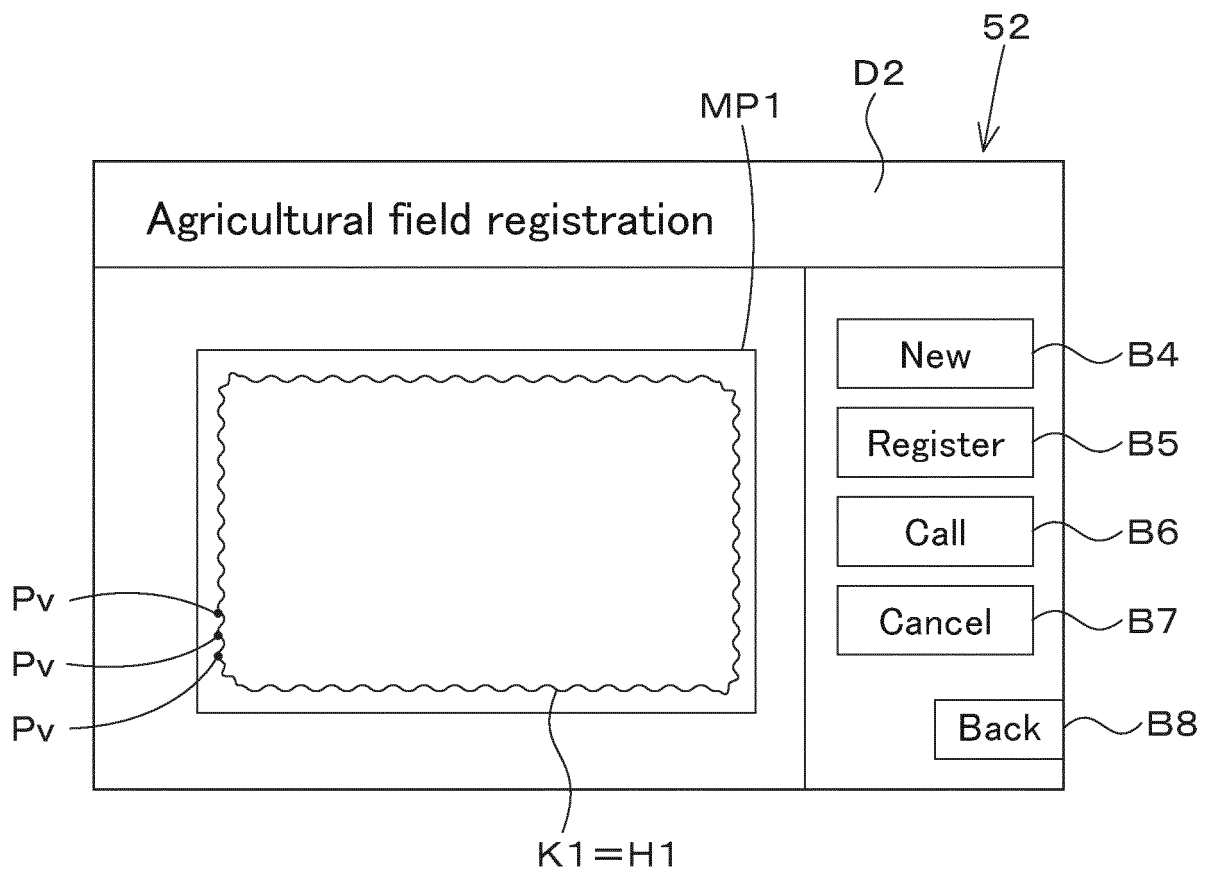 52
D2
MP1
Agricultural field registration
New
B4
Register
B5
Call
B6
Pv
Cancel
B7
Pv
Pv
Back
B8
K1=H1